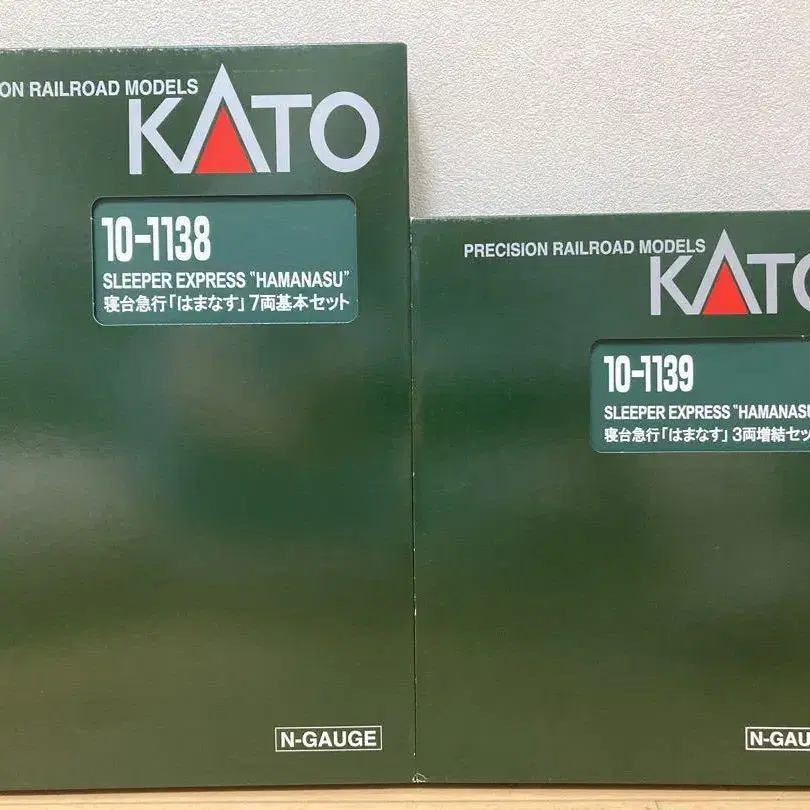 ON RAILROAD MODELS
KATO
10-1138
SLEEPER EXPRESS "HAMANASU"
寝台急行「はまなす」7両基本セット
N-GAUGE
PRECISION RAILROAD MODELS
KATO
10-1139
SLEEPER EXPRESS "HAMANASU
寝台急行「はまなす」3両増結セッ
N-GAU